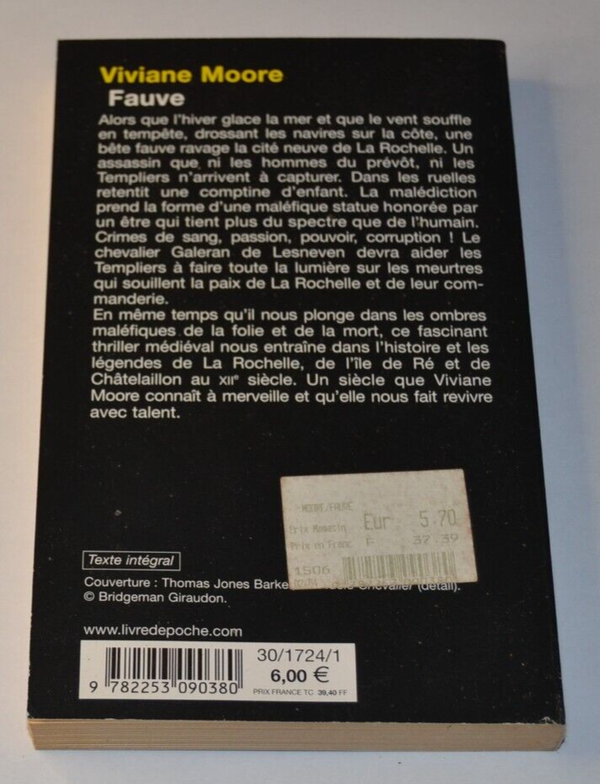 Viviane Moore
Fauve
Alors que l'hiver glace la mer et que le vent souffle
en tempête, drossant les navires sur la côte, une
bête fauve ravage la cité neuve de La Rochelle. Un
assassin que ni les hommes du prévôt, ni les
Templiers n'arrivent à capturer. Dans les ruelles
retentit une comptine d'enfant. La malédiction
prend la forme d'une maléfique statue honorée par
un être qui tient plus du spectre que de l'humain.
Crimes de sang, passion, pouvoir, corruption ! Le
chevalier Galeran de Lesneven devra aider les
Templiers à faire toute la lumière sur les meurtres
qui souillent la paix de La Rochelle et de leur com-
manderie.
En même temps qu'il nous plonge dans les ombres
maléfiques de la folie et de la mort, ce fascinant
thriller médiéval nous entraîne dans l'histoire et les
légendes de La Rochelle, de l'île de Ré et de
Châtelaillon au XIIe siècle. Un siècle que Viviane
Moore connaît à merveille et qu'elle nous fait revivre
avec talent.
MOORE/FAUVE
Prix Magasin Eur 5.70
Prix en Franc F 37.39
1506
Texte intégral
Couverture : Thomas Jones Barke Chevalier (détail).
© Bridgeman Giraudon.
www.livredepoche.com
30/1724/1
6,00 €
9 782253 090380
PRIX FRANCE TC 39,40 FF